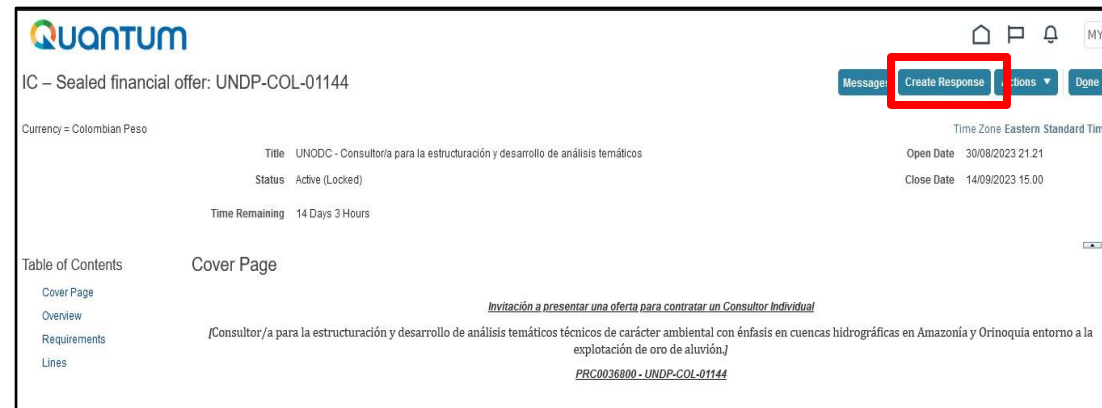 QUANTUM
MY
IC – Sealed financial offer: UNDP-COL-01144
Messages Create Response Actions Done
Currency = Colombian Peso
Time Zone Eastern Standard Tim
Title UNODC - Consultor/a para la estructuración y desarrollo de análisis temáticos
Open Date 30/08/2023 21.21
Status Active (Locked)
Close Date 14/09/2023 15.00
Time Remaining 14 Days 3 Hours
Table of Contents
Cover Page
Overview
Requirements
Lines
Cover Page
Invitación a presentar una oferta para contratar un Consultor Individual
[Consultor/a para la estructuración y desarrollo de análisis temáticos técnicos de carácter ambiental con énfasis en cuencas hidrográficas en Amazonía y Orinoquia entorno a la
explotación de oro de aluvión.]
PRC0036800 - UNDP-COL-01144